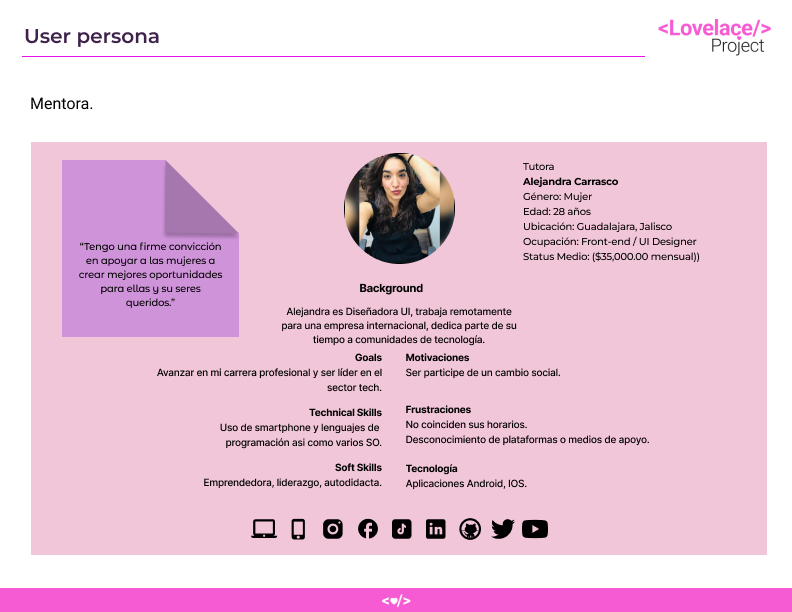 User persona
<Lovelace/>
Project
Mentora.
“Tengo una firme convicción
en apoyar a las mujeres a
crear mejores oportunidades
para ellas y su seres
queridos.”
Tutora
Alejandra Carrasco
Género: Mujer
Edad: 28 años
Ubicación: Guadalajara, Jalisco
Ocupación: Front-end / UI Designer
Status Medio: ($35,000.00 mensual))
Background
Alejandra es Diseñadora UI, trabaja remotamente
para una empresa internacional, dedica parte de su
tiempo a comunidades de tecnología.
Goals
Avanzar en mi carrera profesional y ser líder en el
sector tech.
Technical Skills
Uso de smartphone y lenguajes de
programación asi como varios SO.
Soft Skills
Emprendedora, liderazgo, autodidacta.
Motivaciones
Ser participe de un cambio social.
Frustraciones
No coinciden sus horarios.
Desconocimiento de plataformas o medios de apoyo.
Tecnología
Aplicaciones Android, IOS.